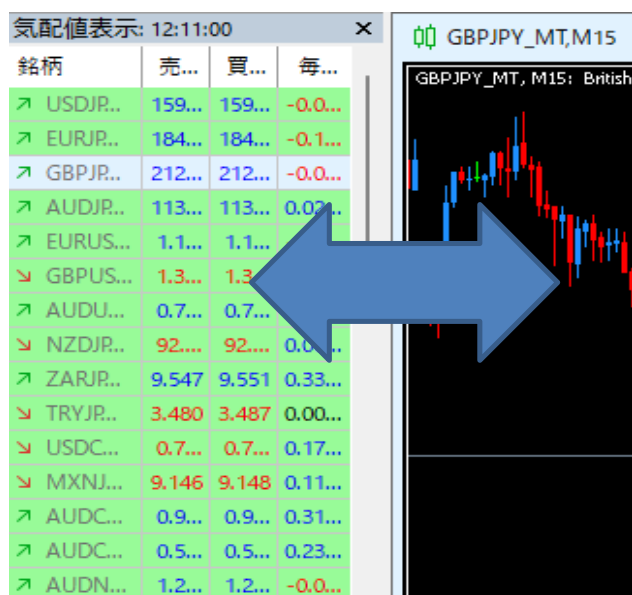 気配値表示: 12:11:00
GBPJPY_MT,M15
銘柄 売... 買... 毎...
GBPJPY_MT, M15: British
USDJP... 159... 159... -0.0...
EURJP... 184... 184... -0.1...
GBPJP... 212... 212... -0.0...
AUDJP... 113... 113... 0.02...
EURUS... 1.1... 1.1...
GBPUS... 1.3... 1.3
AUDU... 0.7... 0.7...
NZDJP... 92.... 92....
ZARJP... 9.547 9.551 0.33...
TRYJP... 3.480 3.487 0.00...
USDC... 0.7... 0.7... 0.17...
MXNJ... 9.146 9.148 0.11...
AUDC... 0.9... 0.9... 0.31...
AUDC... 0.5... 0.5... 0.23...
AUDN... 1.2... 1.2... -0.0...